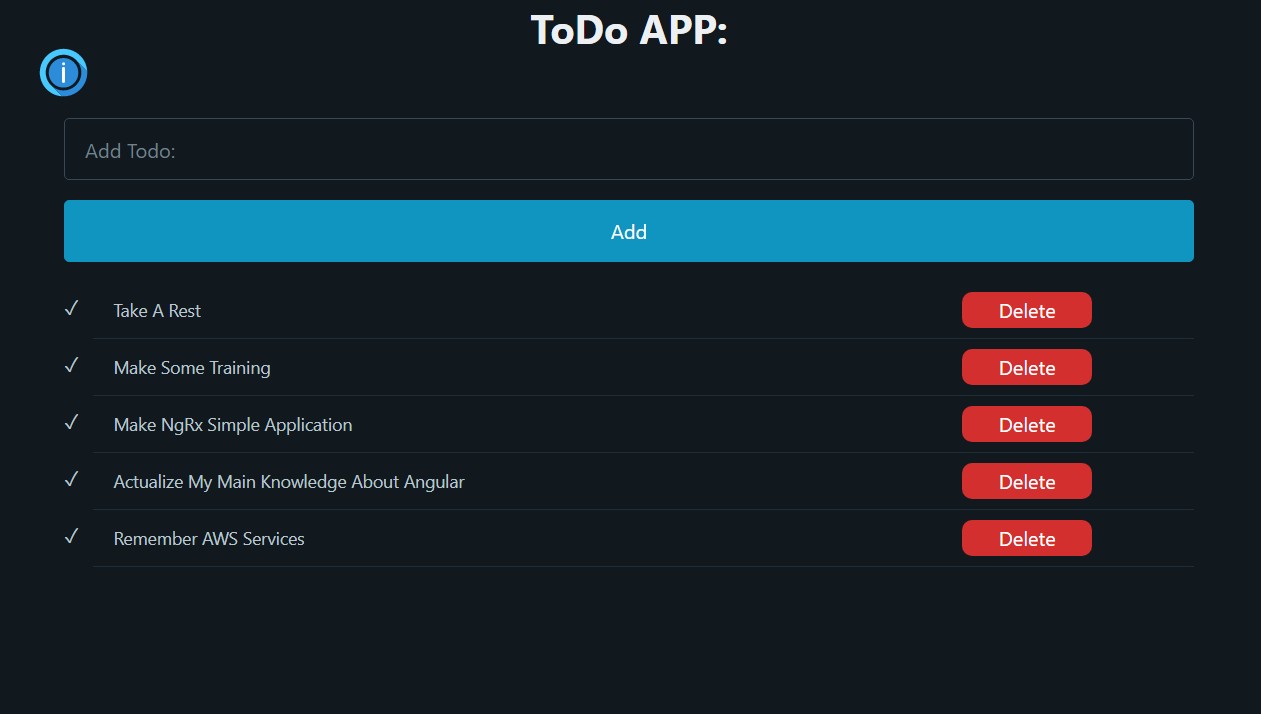 ToDo APP:
i
Add Todo:
Add
✓ Take A Rest Delete
✓ Make Some Training Delete
✓ Make NgRx Simple Application Delete
✓ Actualize My Main Knowledge About Angular Delete
✓ Remember AWS Services Delete